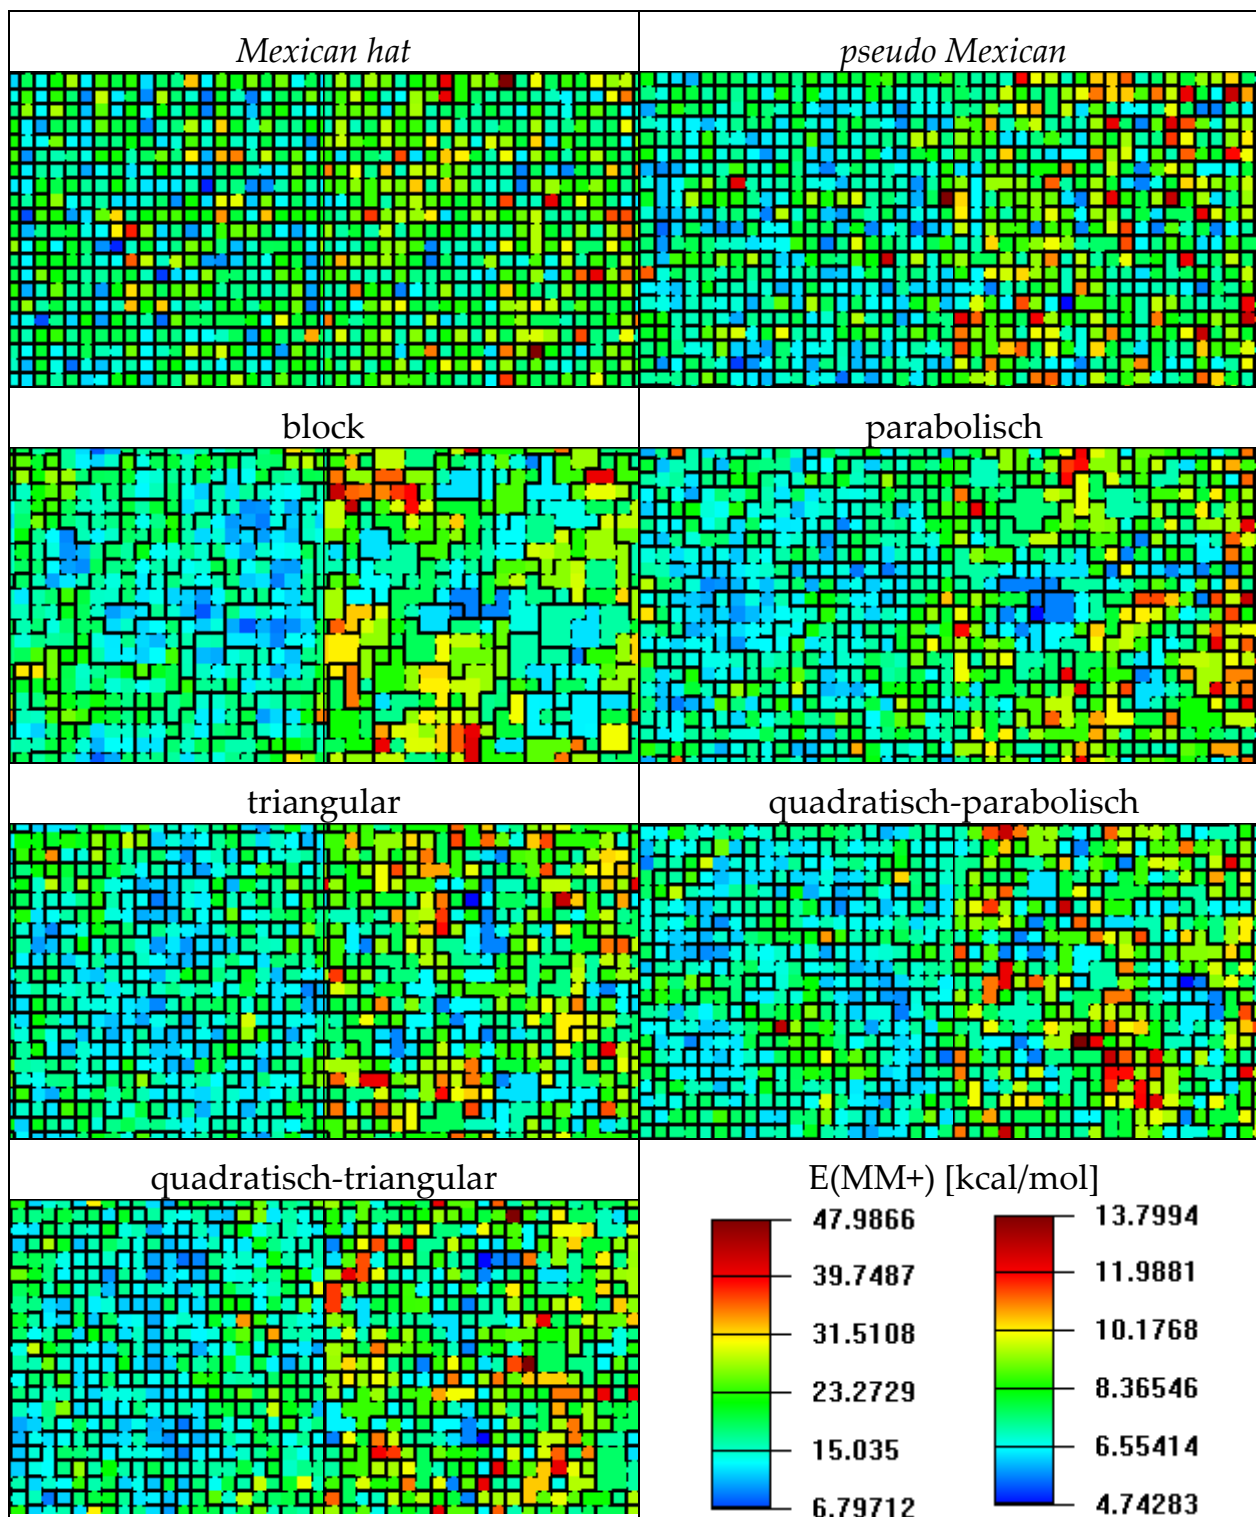 Mexican hat
pseudo Mexican
block
parabolisch
triangular
quadratisch-parabolisch
quadratisch-triangular
E(MM+) [kcal/mol]
47.9866
39.7487
31.5108
23.2729
15.035
6.79712
13.7994
11.9881
10.1768
8.36546
6.55414
4.74283